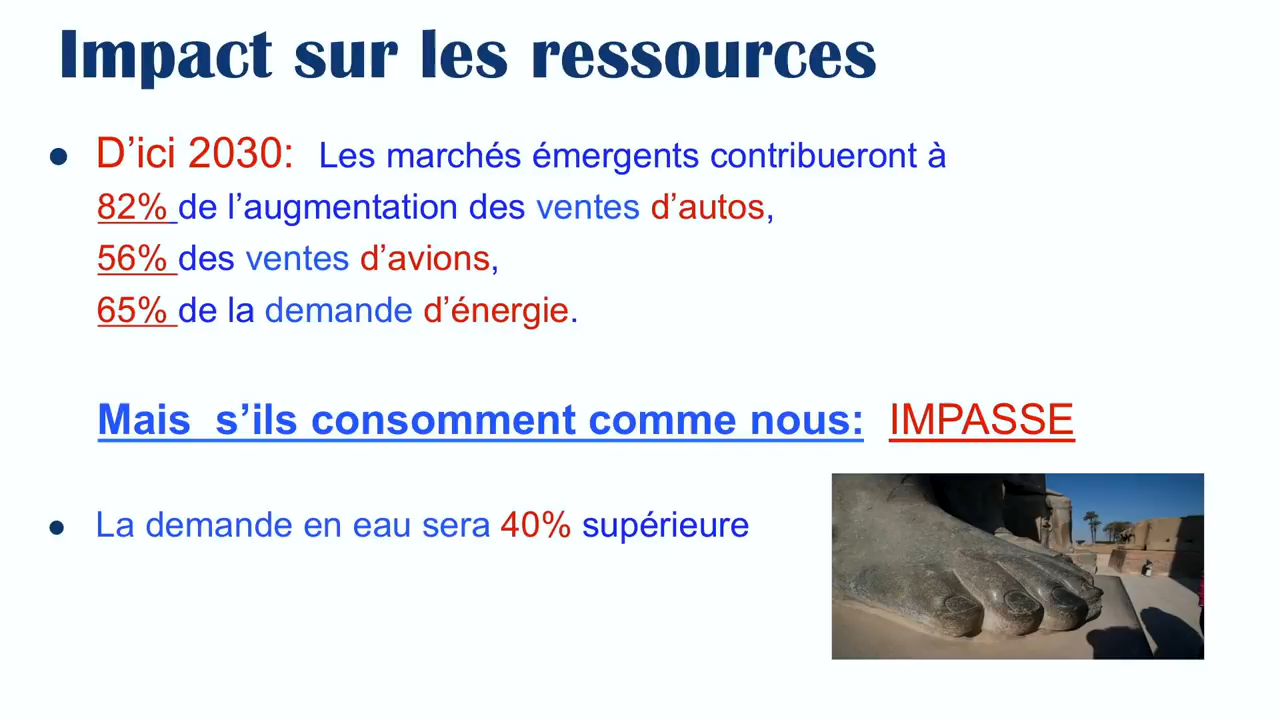 Impact sur les ressources
● D’ici 2030: Les marchés émergents contribueront à
82% de l’augmentation des ventes d’autos,
56% des ventes d’avions,
65% de la demande d’énergie.
Mais s’ils consomment comme nous: IMPASSE
● La demande en eau sera 40% supérieure